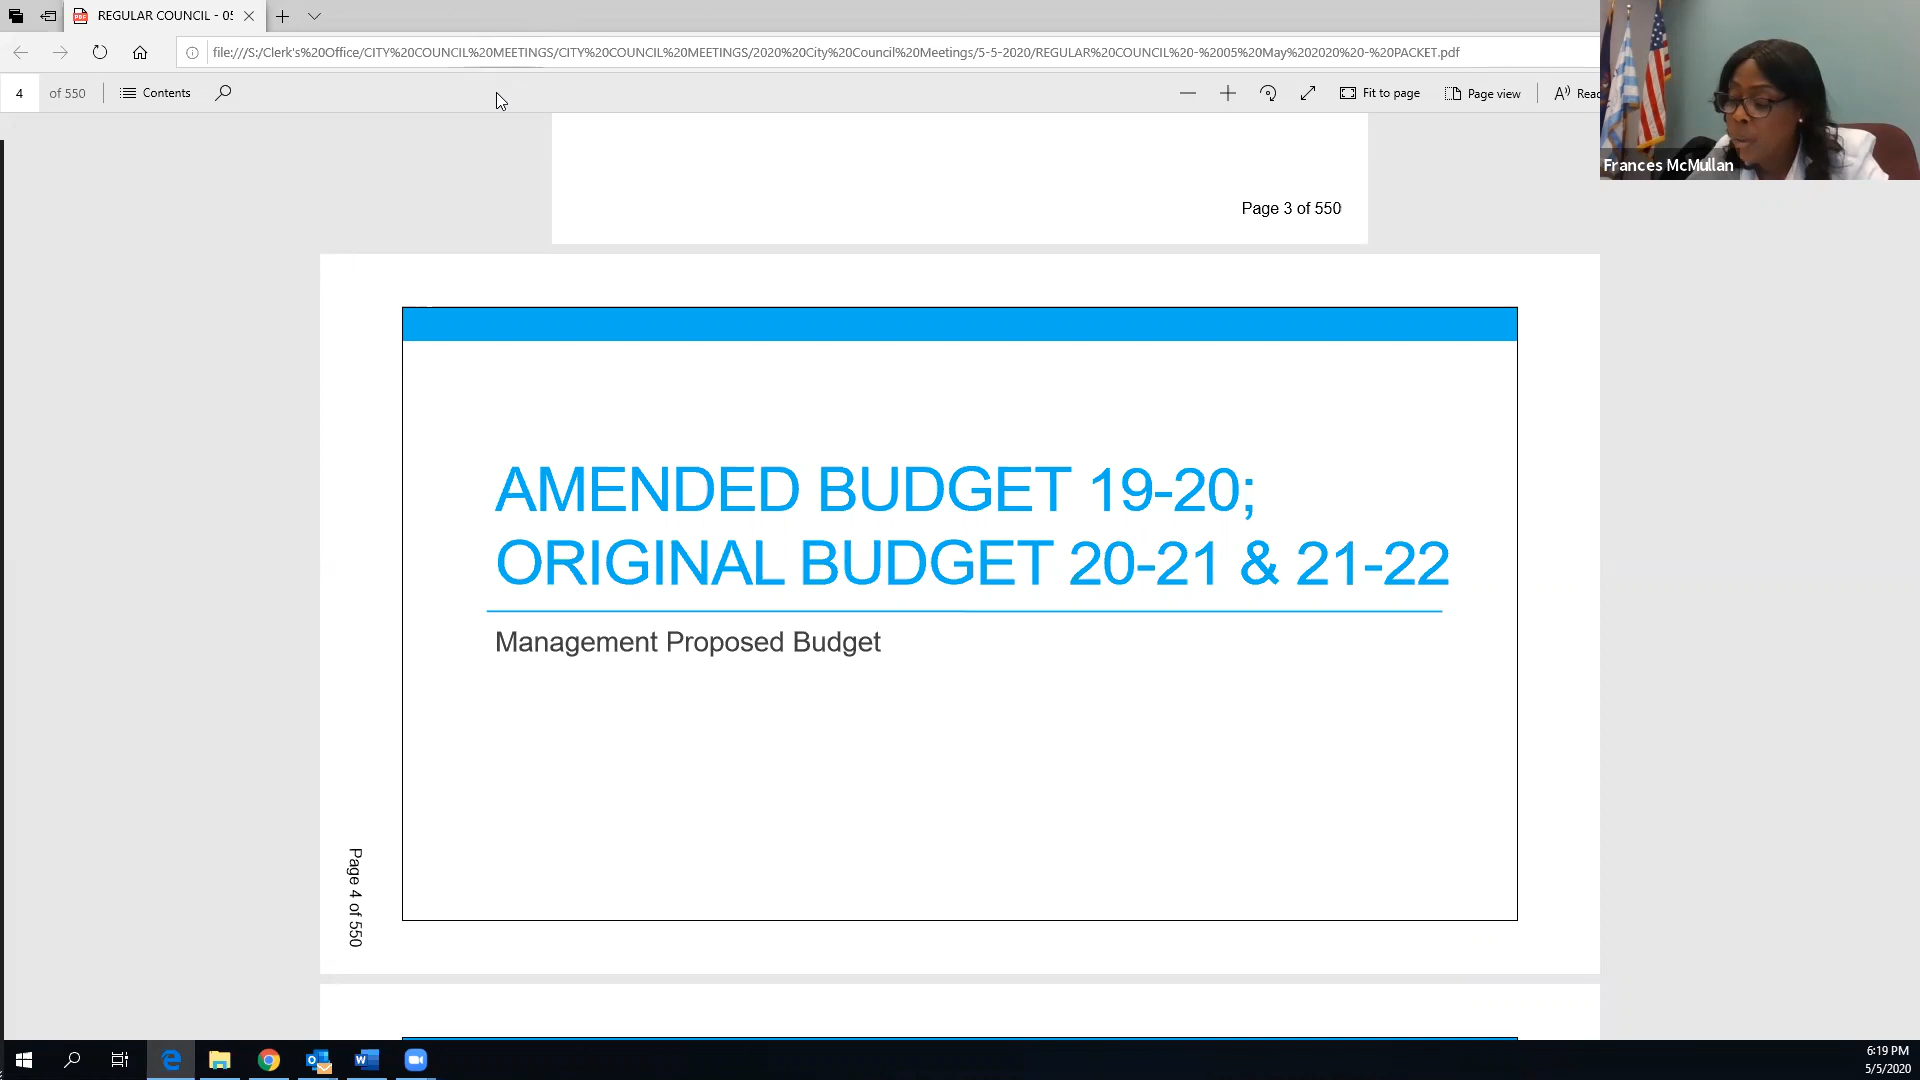 REGULAR COUNCIL - 05
file:///S:/Clerk's%20Office/CITY%20COUNCIL%20MEETINGS/CITY%20COUNCIL%20MEETINGS/2020%20City%20Council%20Meetings/5-5-2020/REGULAR%20COUNCIL%20-%2005%20May%202020%20-%20PACKET.pdf
4 of 550 Contents Fit to page Page view Read
Frances McMullan
Page 3 of 550
AMENDED BUDGET 19-20;
ORIGINAL BUDGET 20-21 & 21-22
Management Proposed Budget
Page 4 of 550
6:19 PM
5/5/2020